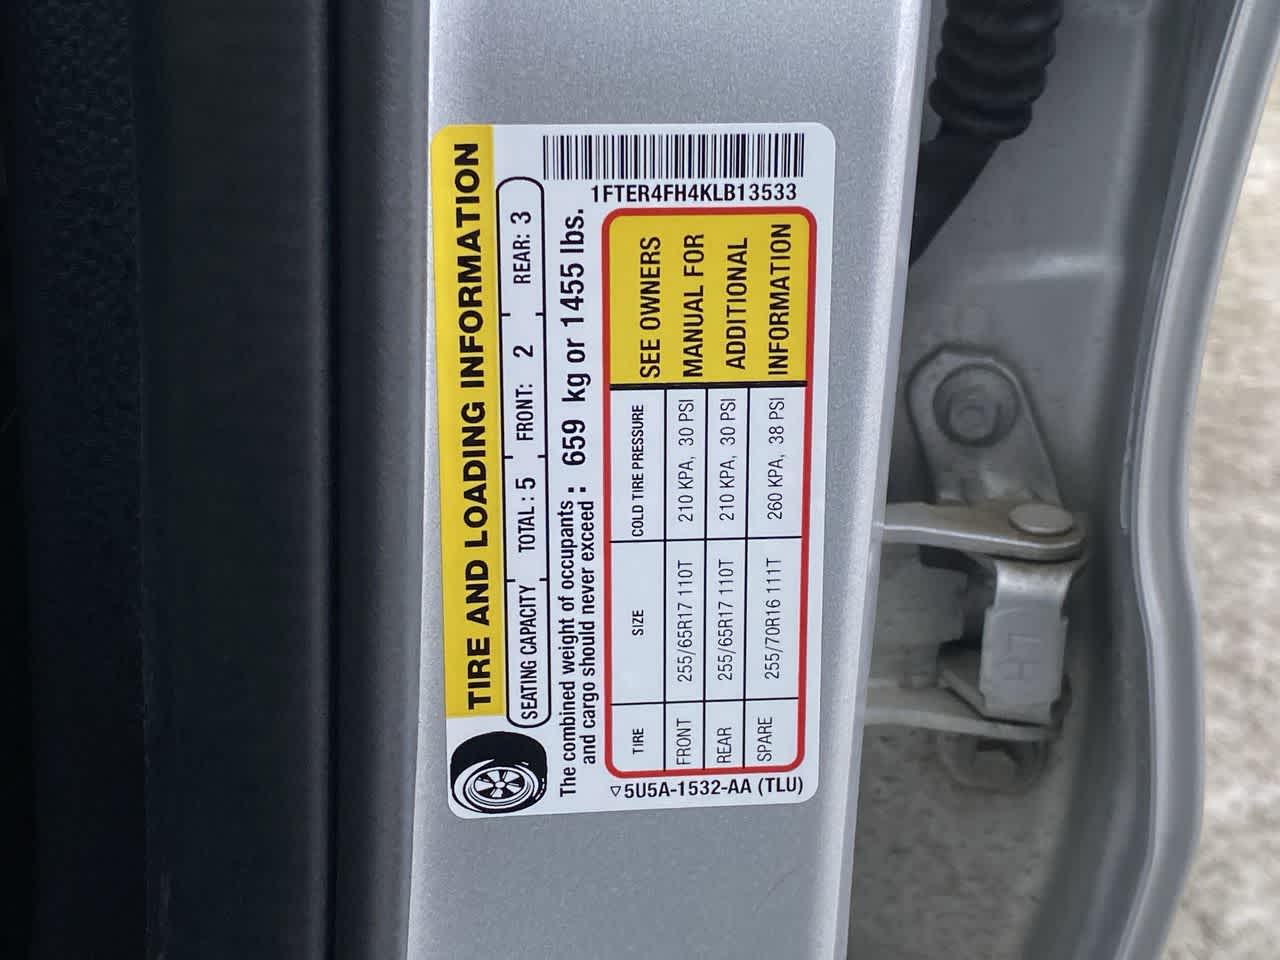 TIRE AND LOADING INFORMATION
SEATING CAPACITY TOTAL : 5 FRONT: 2 REAR: 3
The combined weight of occupants
and cargo should never exceed : 659 kg or 1455 lbs.
TIRE SIZE COLD TIRE PRESSURE
FRONT 255/65R17 110T 210 KPA, 30 PSI
REAR 255/65R17 110T 210 KPA, 30 PSI
SPARE 255/70R16 111T 260 KPA, 38 PSI
SEE OWNERS
MANUAL FOR
ADDITIONAL
INFORMATION
5U5A-1532-AA (TLU)
1FTER4FH4KLB13533
LH